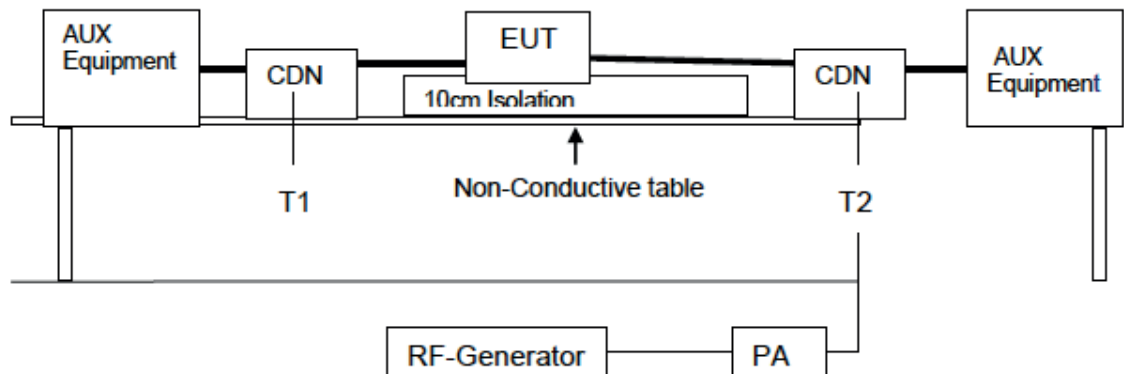 AUX
Equipment
CDN
EUT
10cm Isolation
CDN
AUX
Equipment
Non-Conductive table
T1
T2
RF-Generator
PA